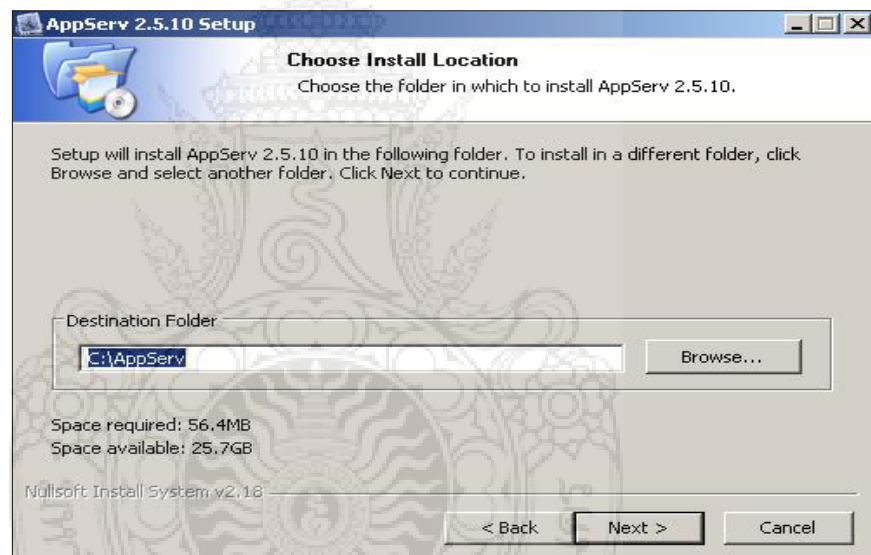 AppServ 2.5.10 Setup
Choose Install Location
Choose the folder in which to install AppServ 2.5.10.
Setup will install AppServ 2.5.10 in the following folder. To install in a different folder, click
Browse and select another folder. Click Next to continue.
Destination Folder
C:\AppServ
Browse...
Space required: 56.4MB
Space available: 25.7GB
Nullsoft Install System v2.18
< Back
Next >
Cancel